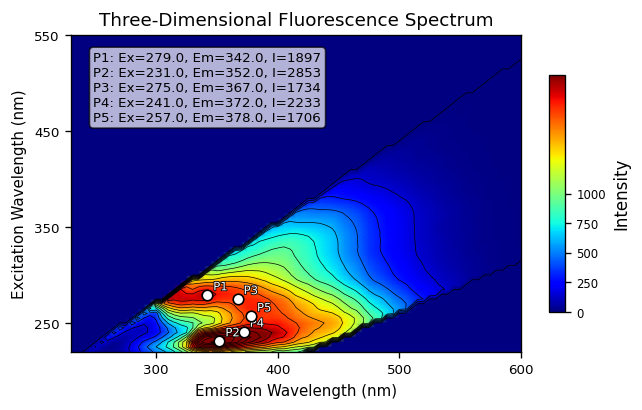 Three-Dimensional Fluorescence Spectrum
550
450
350
250
Excitation Wavelength (nm)
P1: Ex=279.0, Em=342.0, I=1897
P2: Ex=231.0, Em=352.0, I=2853
P3: Ex=275.0, Em=367.0, I=1734
P4: Ex=241.0, Em=372.0, I=2233
P5: Ex=257.0, Em=378.0, I=1706
P1
P3
P5
P4
P2
300
400
500
600
Emission Wavelength (nm)
1000
750
500
250
0
Intensity